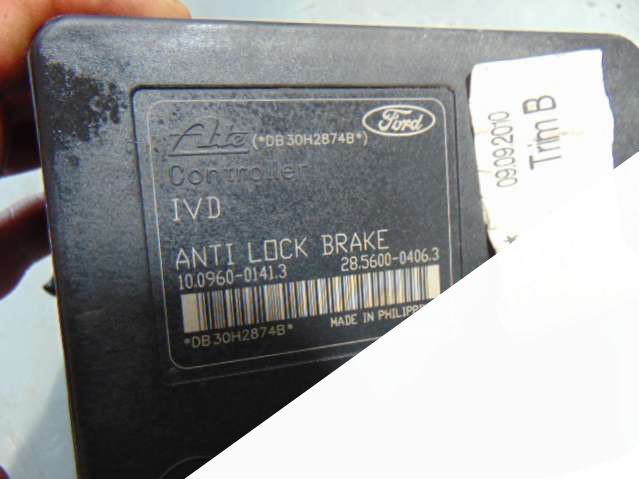 Ate (*DB30H2874B*) Ford
Controller
IVD
ANTI LOCK BRAKE
10.0960-0141.3 28.5600-0406.3
*DB30H2874B* MADE IN
09.09.2010
Trim B
*